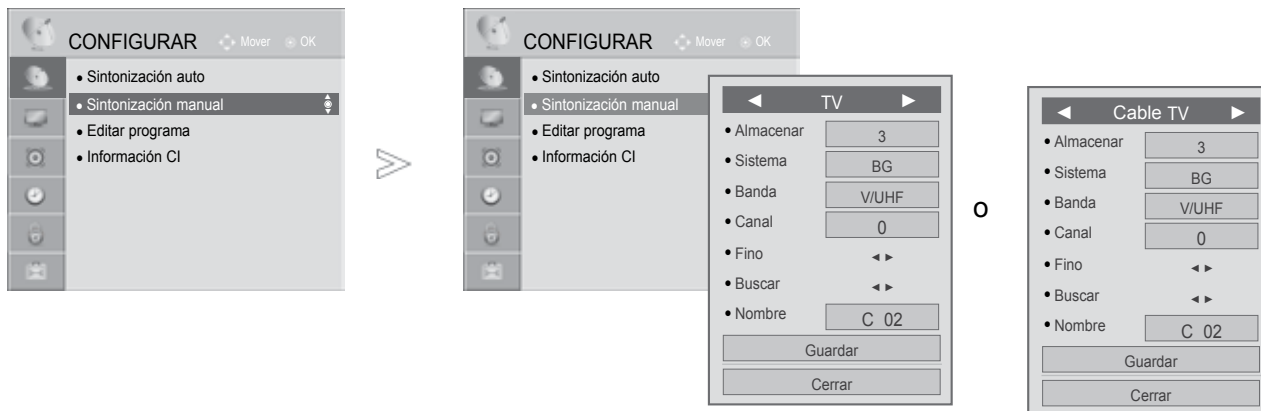 CONFIGURAR Mover OK
• Sintonización auto
• Sintonización manual
• Editar programa
• Información CI
CONFIGURAR Mover OK
• Sintonización auto
• Sintonización manual
• Editar programa
• Información CI
◄ TV ►
• Almacenar 3
• Sistema BG
• Banda V/UHF
• Canal 0
• Fino ◄ ►
• Buscar ◄ ►
• Nombre C 02
Guardar
Cerrar
o
◄ Cable TV ►
• Almacenar 3
• Sistema BG
• Banda V/UHF
• Canal 0
• Fino ◄ ►
• Buscar ◄ ►
• Nombre C 02
Guardar
Cerrar